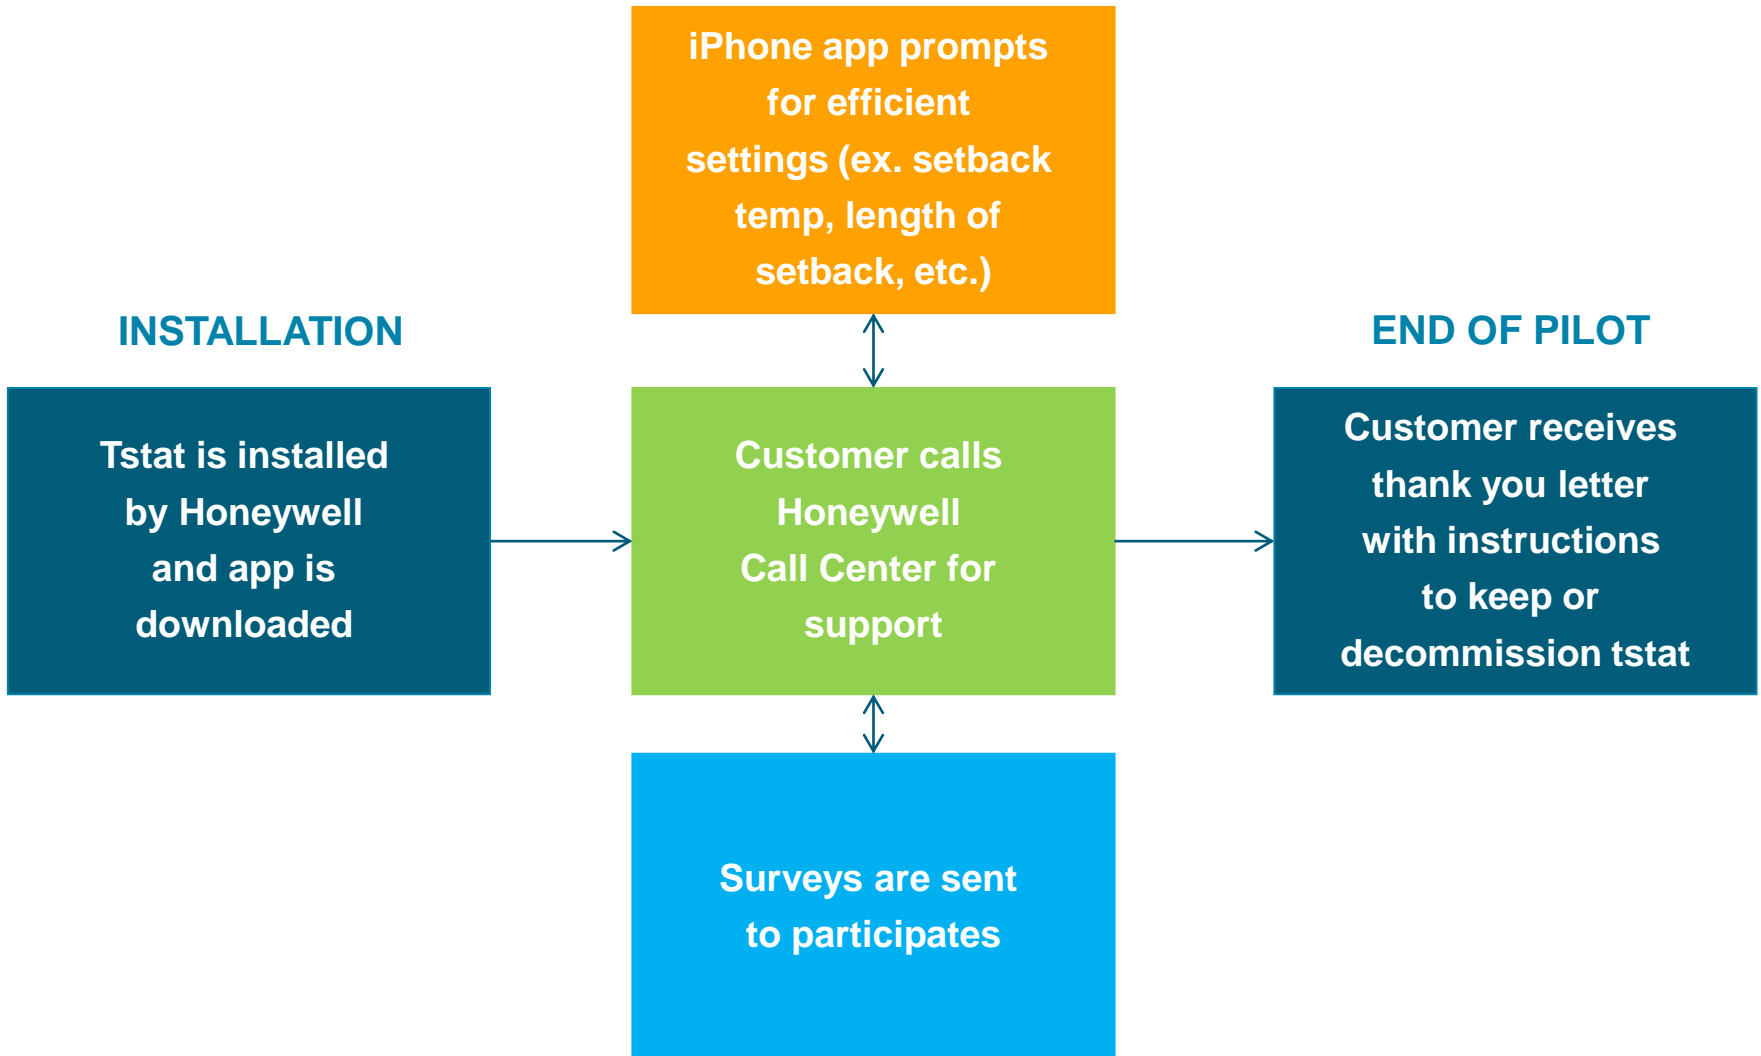 iPhone app prompts
for efficient
settings (ex. setback
temp, length of
setback, etc.)
INSTALLATION
Tstat is installed
by Honeywell
and app is
downloaded
Customer calls
Honeywell
Call Center for
support
END OF PILOT
Customer receives
thank you letter
with instructions
to keep or
decommission tstat
Surveys are sent
to participates